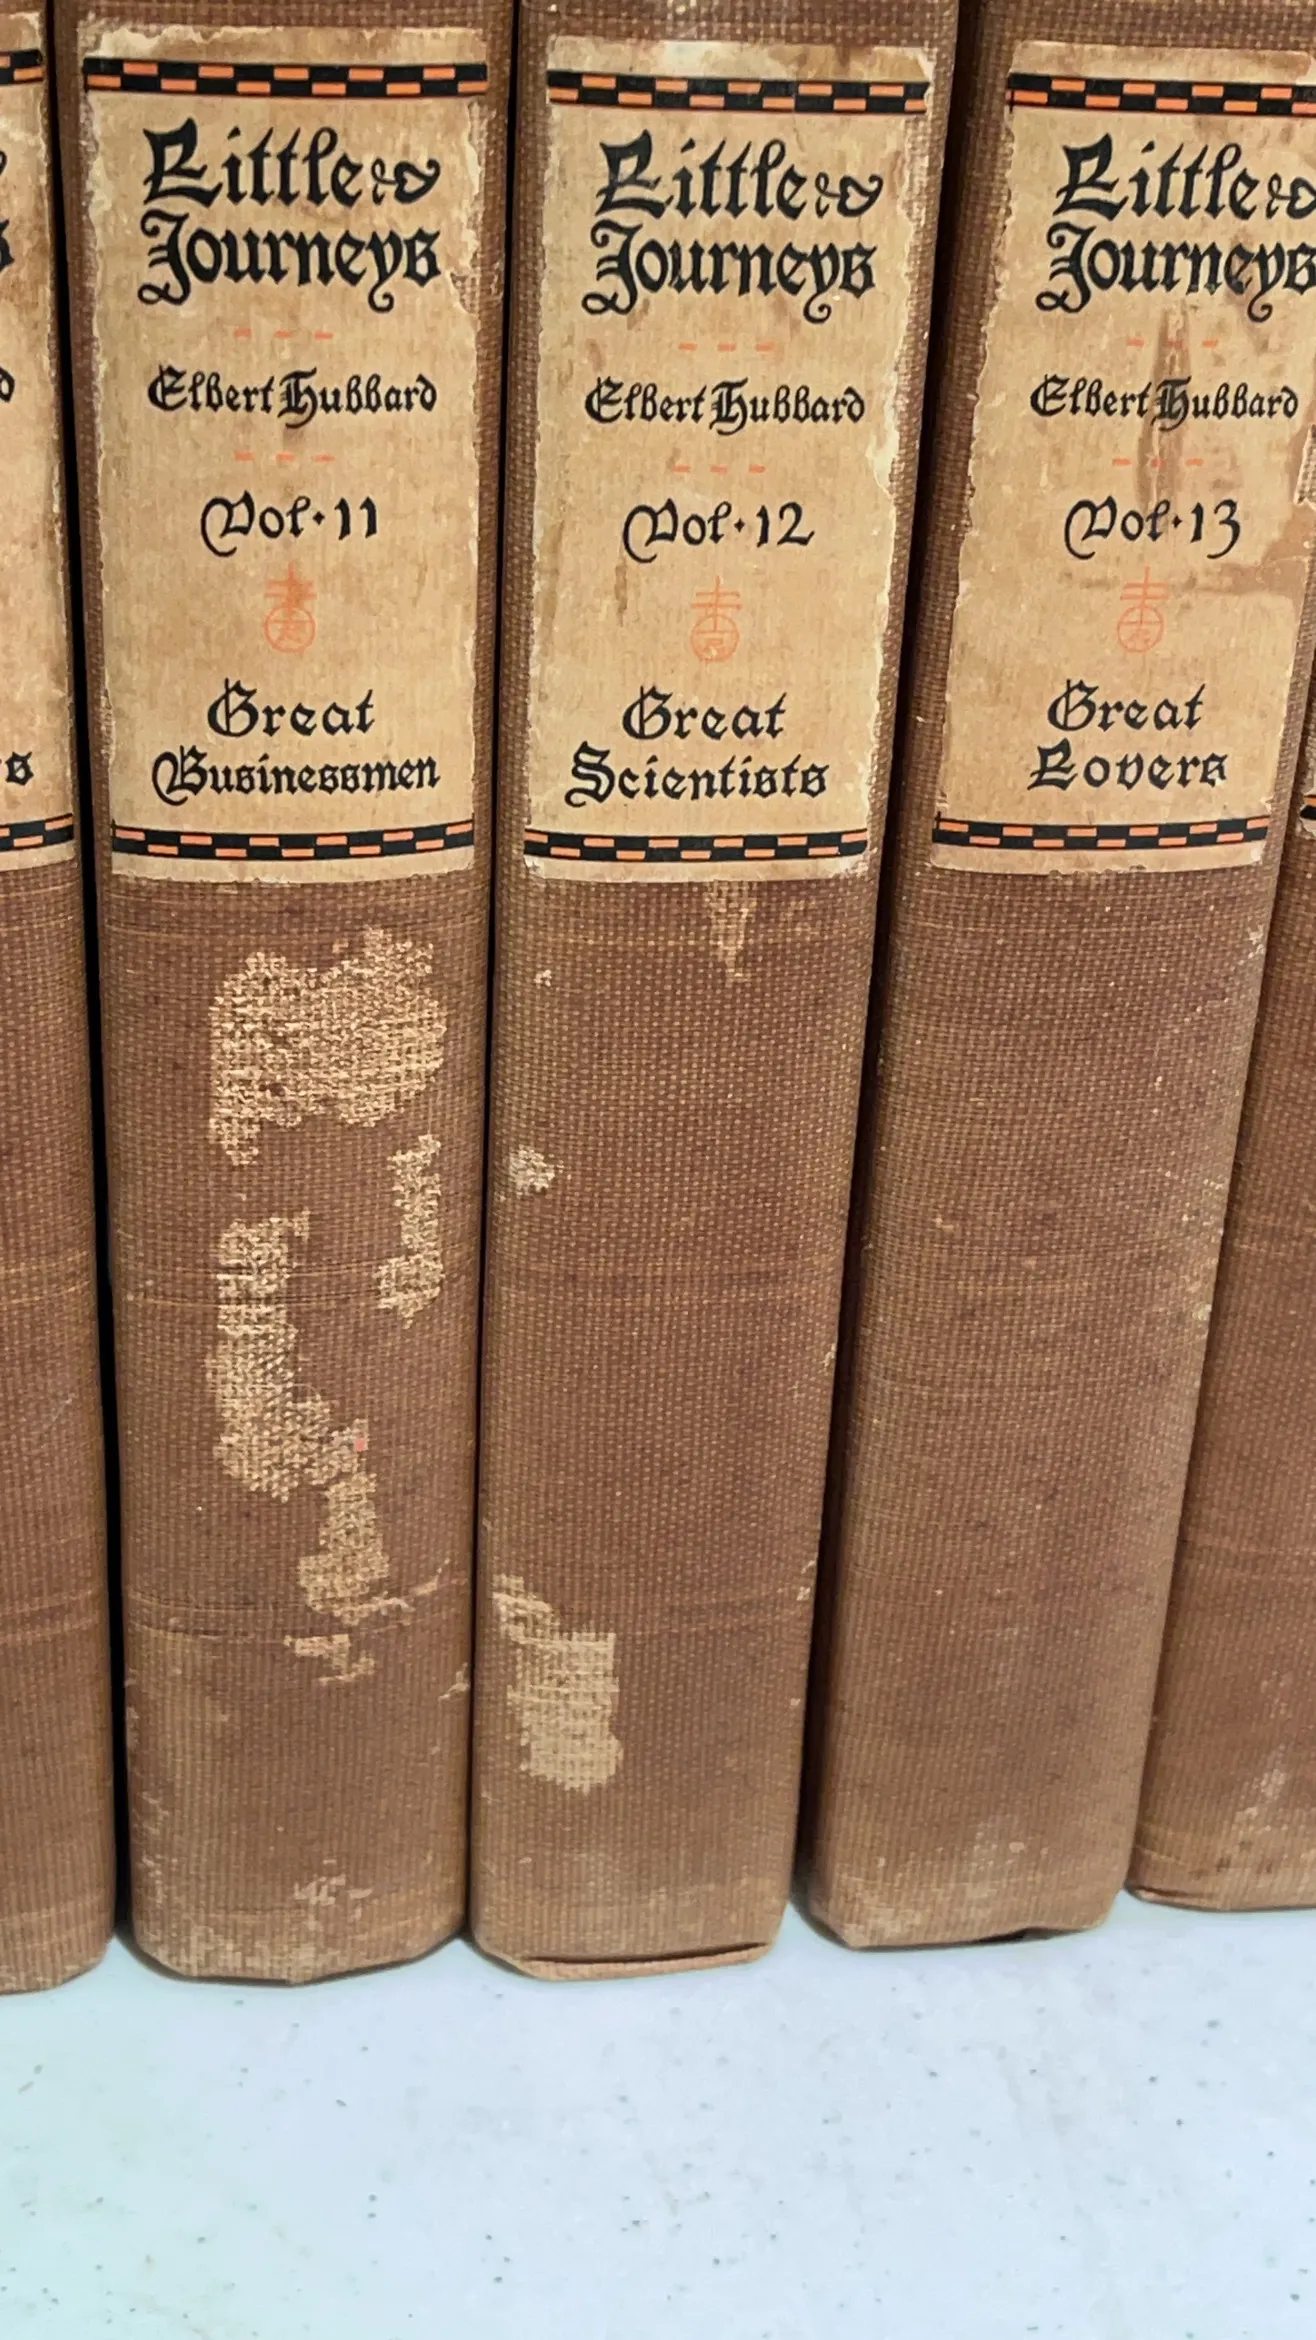 Little
Journeys
Elbert Hubbard
Vol. 11
Great
Businessmen
Little
Journeys
Elbert Hubbard
Vol. 12
Great
Scientists
Little
Journeys
Elbert Hubbard
Vol. 13
Great
Lovers